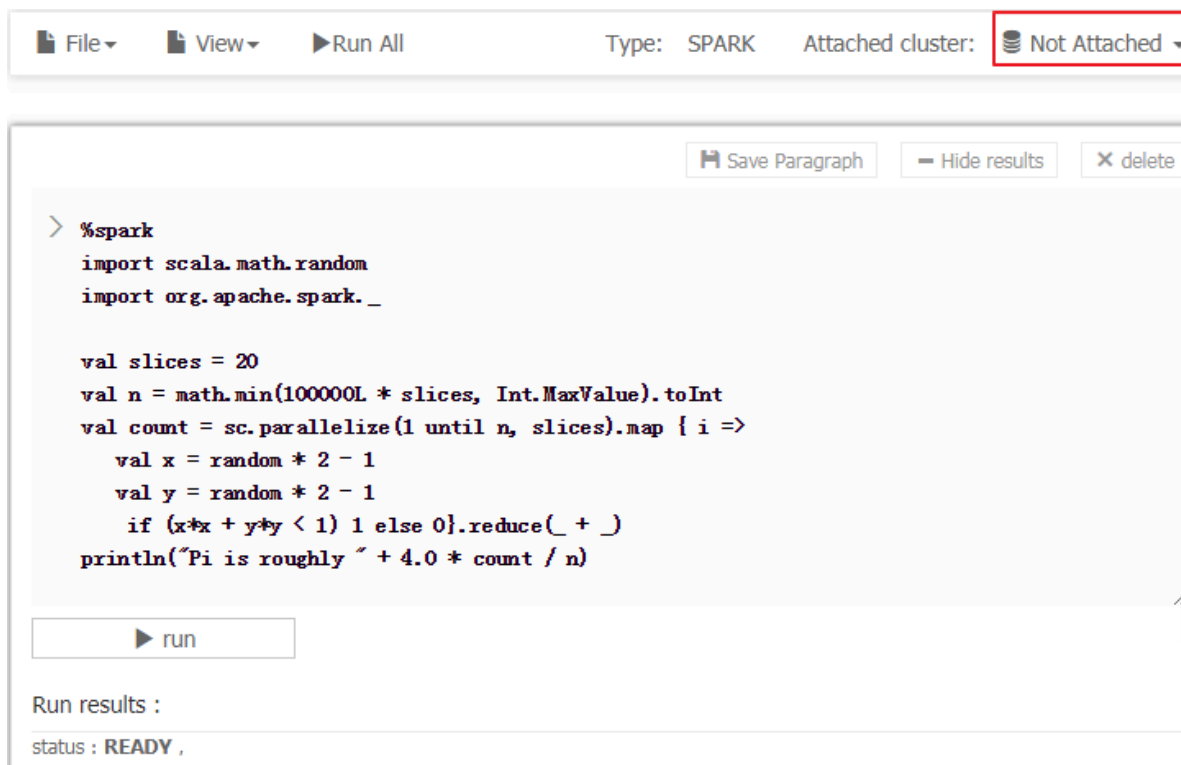 File View Run All Type: SPARK Attached cluster: Not Attached
Save Paragraph Hide results delete
%spark
import scala.math.random
import org.apache.spark._
val slices = 20
val n = math.min(100000L * slices, Int.MaxValue).toInt
val count = sc.parallelize(1 until n, slices).map { i =>
val x = random * 2 - 1
val y = random * 2 - 1
if (x*x + y*y < 1) 1 else 0}.reduce(_ + _)
println("Pi is roughly " + 4.0 * count / n)
run
Run results :
status : READY ,